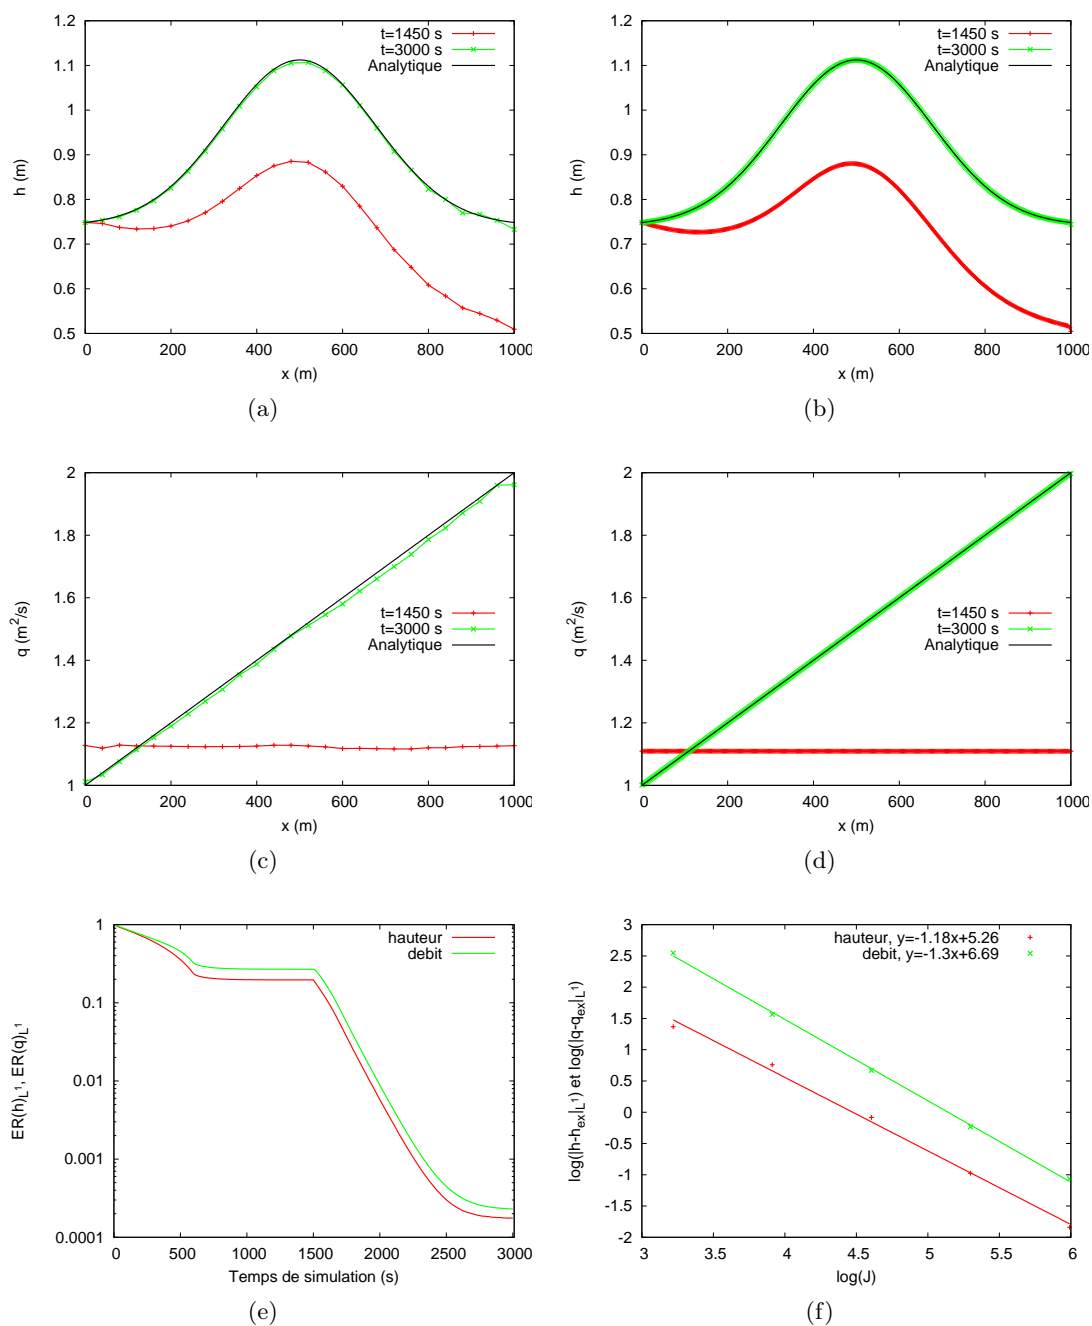 1.2
1.1
1
0.9
0.8
0.7
0.6
0.5
0 200 400 600 800 1000
h (m)
x (m)
t=1450 s
t=3000 s
Analytique
(a)
1.2
1.1
1
0.9
0.8
0.7
0.6
0.5
0 200 400 600 800 1000
h (m)
x (m)
t=1450 s
t=3000 s
Analytique
(b)
2
1.8
1.6
1.4
1.2
1
0 200 400 600 800 1000
q (m²/s)
x (m)
t=1450 s
t=3000 s
Analytique
(c)
2
1.8
1.6
1.4
1.2
1
0 200 400 600 800 1000
q (m²/s)
x (m)
t=1450 s
t=3000 s
Analytique
(d)
1
0.1
0.01
0.001
0.0001
0 500 1000 1500 2000 2500 3000
ER(h)_L¹, ER(q)_L¹
Temps de simulation (s)
hauteur
debit
(e)
3
2.5
2
1.5
1
0.5
0
-0.5
-1
-1.5
-2
3 3.5 4 4.5 5 5.5 6
log(|h-h_ex|_L¹) et log(|q-q_ex|_L¹)
log(J)
hauteur, y=-1.18x+5.26
debit, y=-1.3x+6.69
(f)